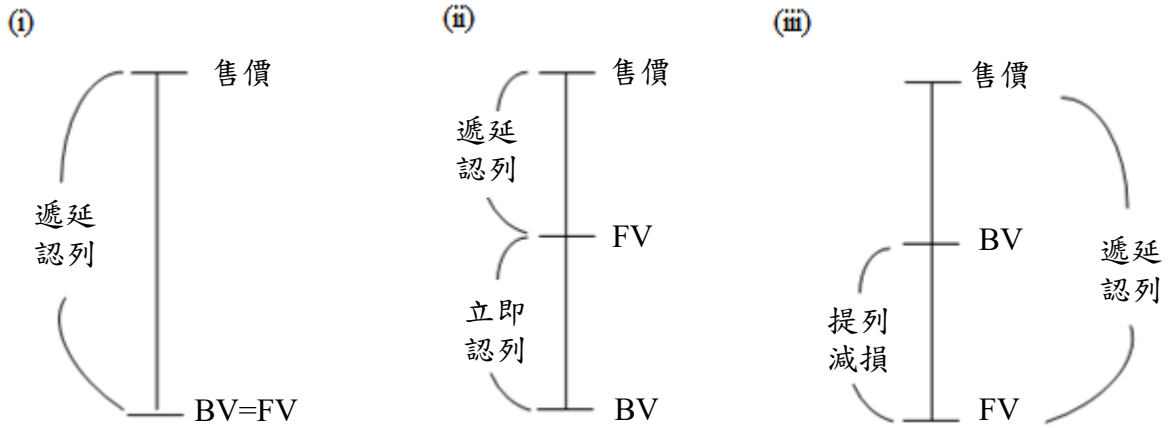 (i)
售價
遞延
認列
BV=FV
(ii)
售價
遞延
認列
FV
立即
認列
BV
(iii)
售價
BV
遞延
認列
提列
減損
FV